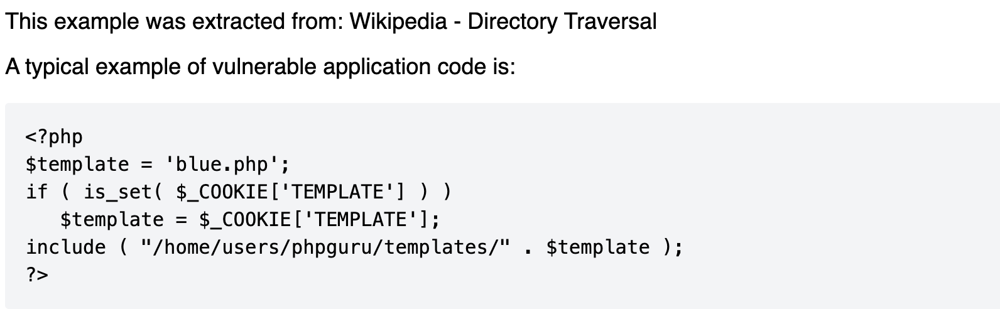 This example was extracted from: Wikipedia - Directory Traversal
A typical example of vulnerable application code is:
<?php
$template = 'blue.php';
if ( is_set( $_COOKIE['TEMPLATE'] ) )
   $template = $_COOKIE['TEMPLATE'];
include ( "/home/users/phpguru/templates/" . $template );
?>